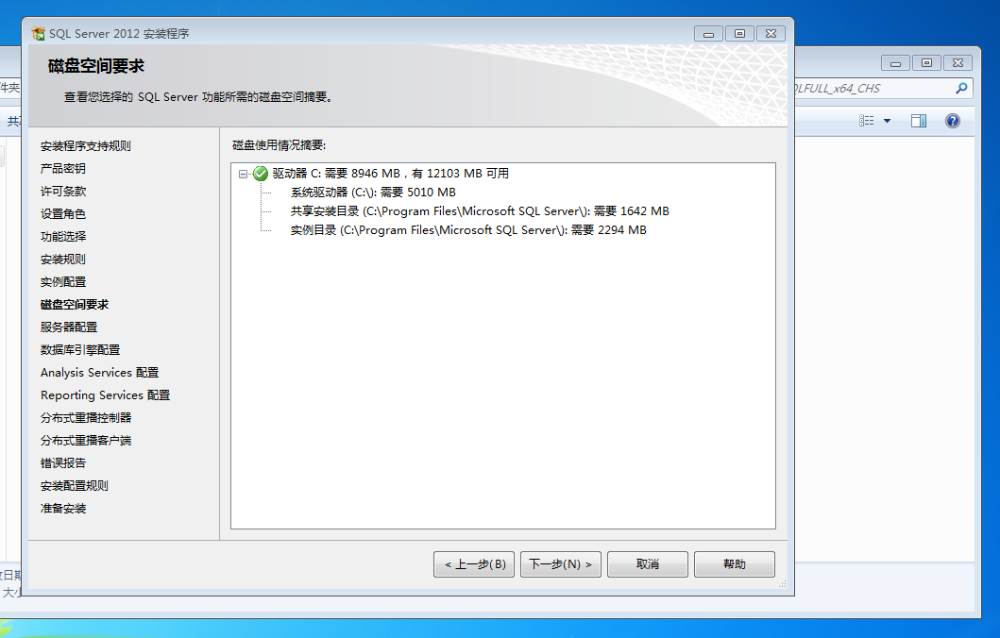 SQL Server 2012 安装程序
磁盘空间要求
查看您选择的 SQL Server 功能所需的磁盘空间摘要。
件夹
QLFULL_x64_CHS
安装程序支持规则
产品密钥
许可条款
设置角色
功能选择
安装规则
实例配置
磁盘空间要求
服务器配置
数据库引擎配置
Analysis Services 配置
Reporting Services 配置
分布式重播控制器
分布式重播客户端
错误报告
安装配置规则
准备安装
磁盘使用情况摘要:
驱动器 C: 需要 8946 MB，有 12103 MB 可用
系统驱动器 (C:\): 需要 5010 MB
共享安装目录 (C:\Program Files\Microsoft SQL Server\): 需要 1642 MB
实例目录 (C:\Program Files\Microsoft SQL Server\): 需要 2294 MB
< 上一步(B)
下一步(N) >
取消
帮助
日期
大小